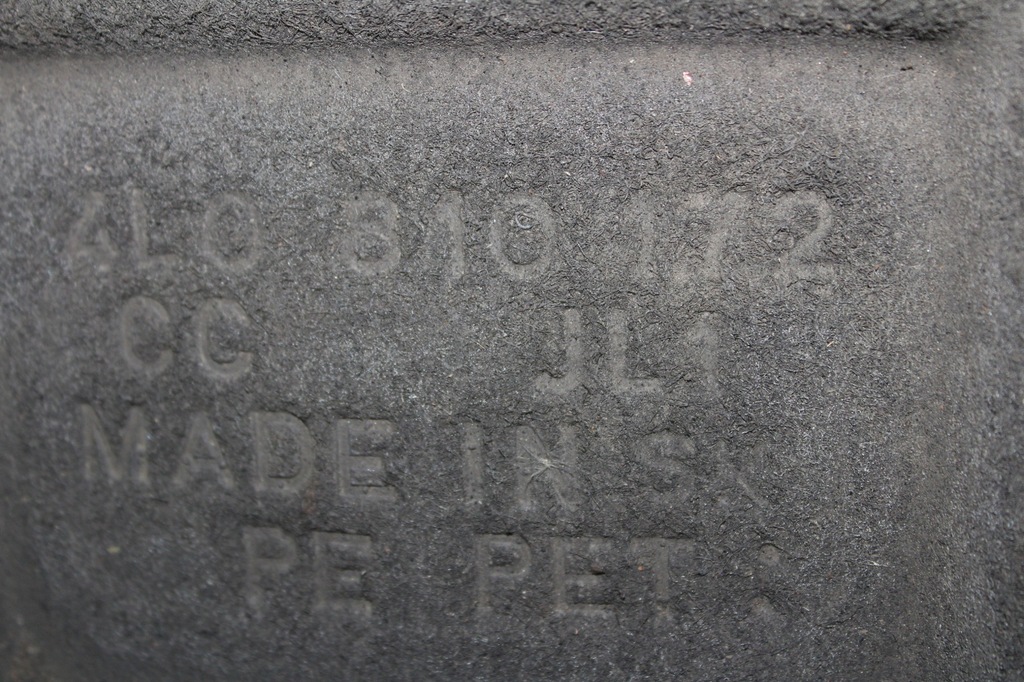 4L0 810 172
CC JL1
MADE IN SK
PE PET